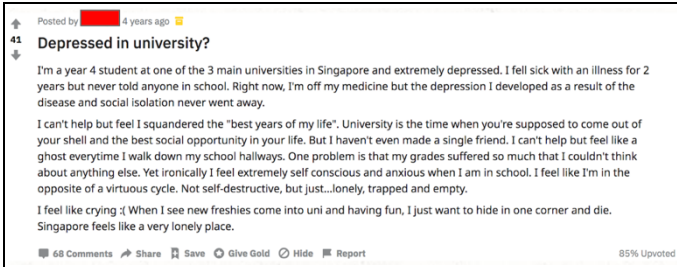 Posted by 4 years ago
41
Depressed in university?
I'm a year 4 student at one of the 3 main universities in Singapore and extremely depressed. I fell sick with an illness for 2
years but never told anyone in school. Right now, I'm off my medicine but the depression I developed as a result of the
disease and social isolation never went away.
I can't help but feel I squandered the "best years of my life". University is the time when you're supposed to come out of
your shell and the best social opportunity in your life. But I haven't even made a single friend. I can't help but feel like a
ghost everytime I walk down my school hallways. One problem is that my grades suffered so much that I couldn't think
about anything else. Yet ironically I feel extremely self conscious and anxious when I am in school. I feel like I'm in the
opposite of a virtuous cycle. Not self-destructive, but just...lonely, trapped and empty.
I feel like crying :( When I see new freshies come into uni and having fun, I just want to hide in one corner and die.
Singapore feels like a very lonely place.
68 Comments Share Save Give Gold Hide Report 85% Upvoted